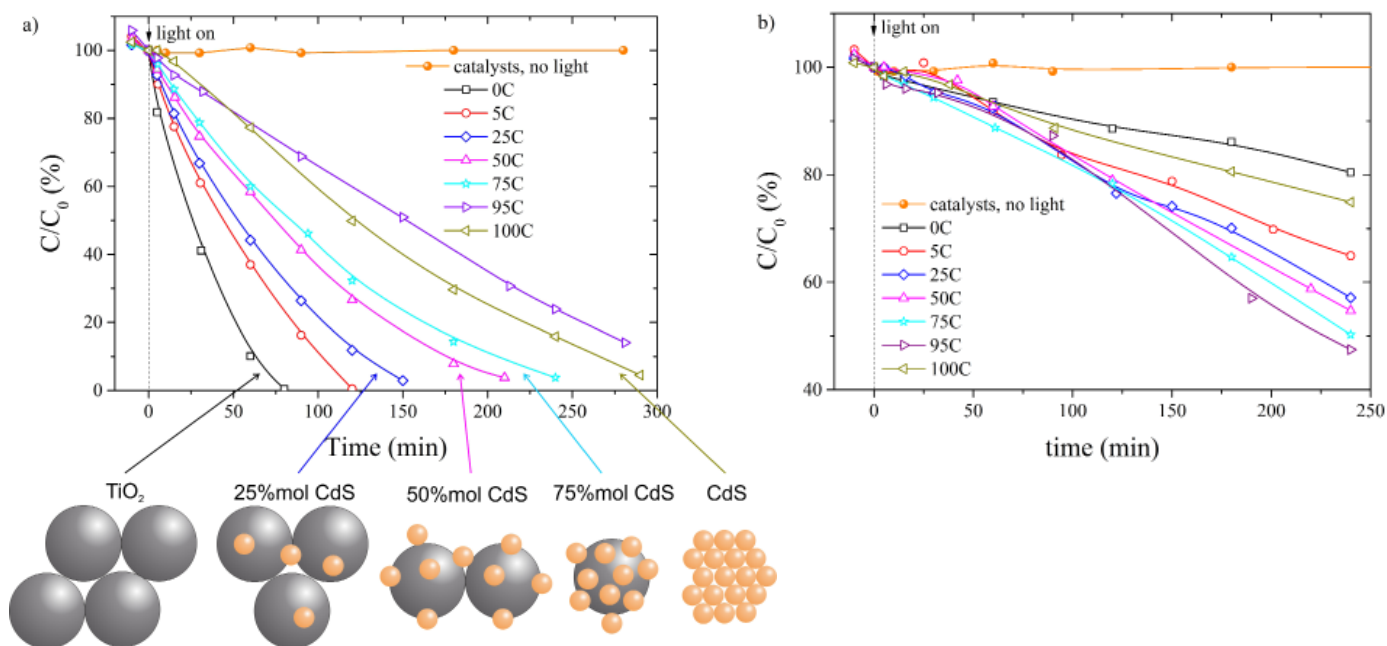 a)
light on
100
80
60
40
20
0
C/C0 (%)
catalysts, no light
0C
5C
25C
50C
75C
95C
100C
0 50 100 150 200 250 300
Time (min)
TiO2
25%mol CdS
50%mol CdS
75%mol CdS
CdS
b)
light on
100
80
60
40
C/C0 (%)
catalysts, no light
0C
5C
25C
50C
75C
95C
100C
0 50 100 150 200 250
time (min)